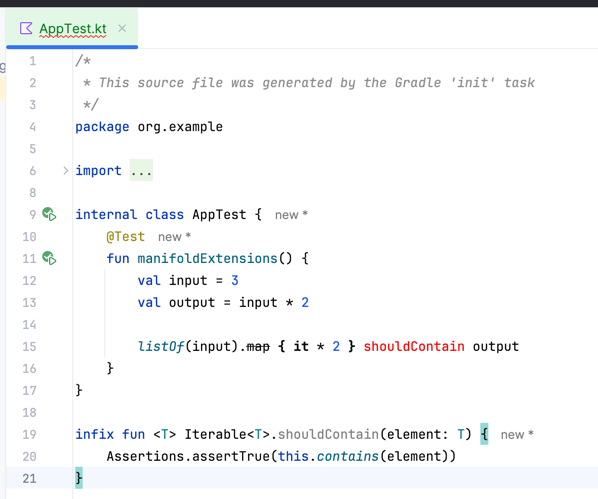 AppTest.kt
1 /*
2 * This source file was generated by the Gradle 'init' task
3 */
4 package org.example
5
6 import ...
8
9 internal class AppTest { new *
10 @Test new *
11 fun manifoldExtensions() {
12 val input = 3
13 val output = input * 2
14
15 listOf(input).map { it * 2 } shouldContain output
16 }
17 }
18
19 infix fun <T> Iterable<T>.shouldContain(element: T) { new *
20 Assertions.assertTrue(this.contains(element))
21 }